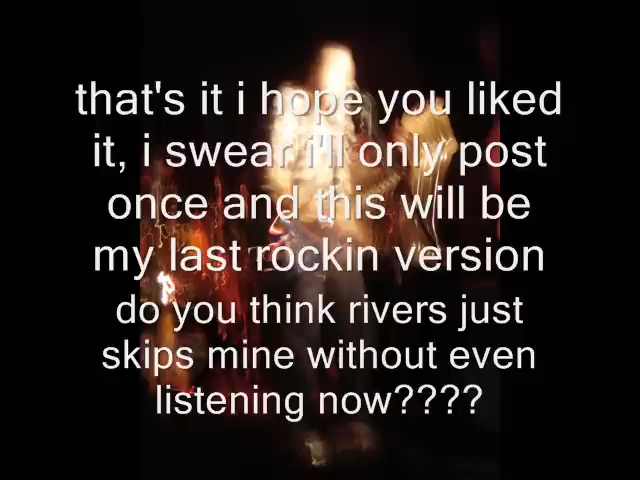 that's it i hope you liked
it, i swear i'll only post
once and this will be
my last rockin version
do you think rivers just
skips mine without even
listening now????